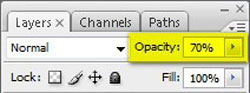 Layers × Channels Paths
Normal Opacity: 70%
Lock: Fill: 100%